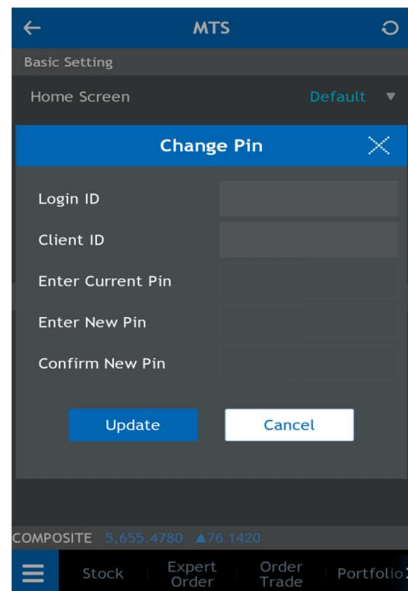 MTS
Basic Setting
Home Screen Default
Change Pin
Login ID
Client ID
Enter Current Pin
Enter New Pin
Confirm New Pin
Update Cancel
COMPOSITE 5,655.4780 ▲76.1420
Stock Expert Order Order Trade Portfolio